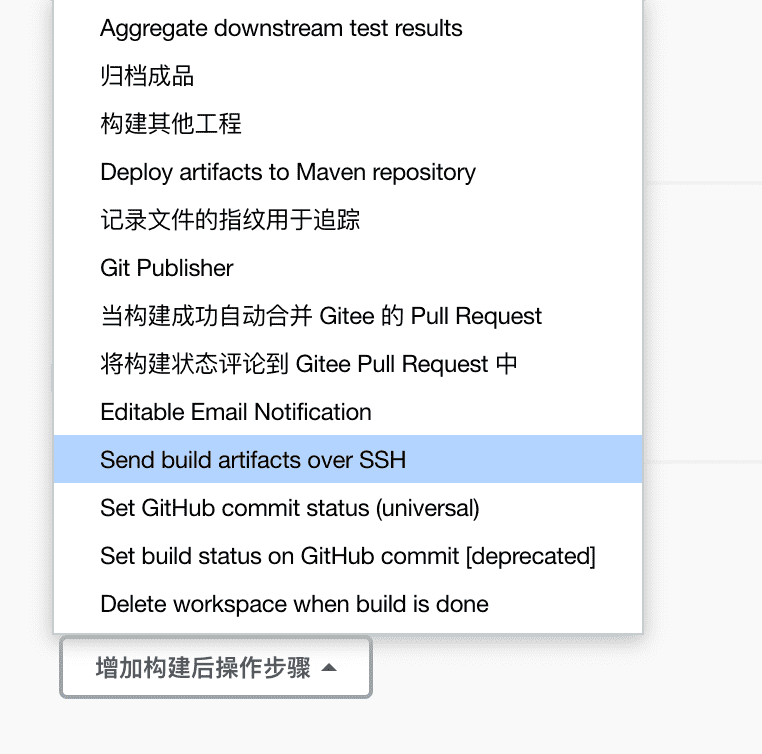 Aggregate downstream test results
归档成品
构建其他工程
Deploy artifacts to Maven repository
记录文件的指纹用于追踪
Git Publisher
当构建成功自动合并 Gitee 的 Pull Request
将构建状态评论到 Gitee Pull Request 中
Editable Email Notification
Send build artifacts over SSH
Set GitHub commit status (universal)
Set build status on GitHub commit [deprecated]
Delete workspace when build is done
增加构建后操作步骤